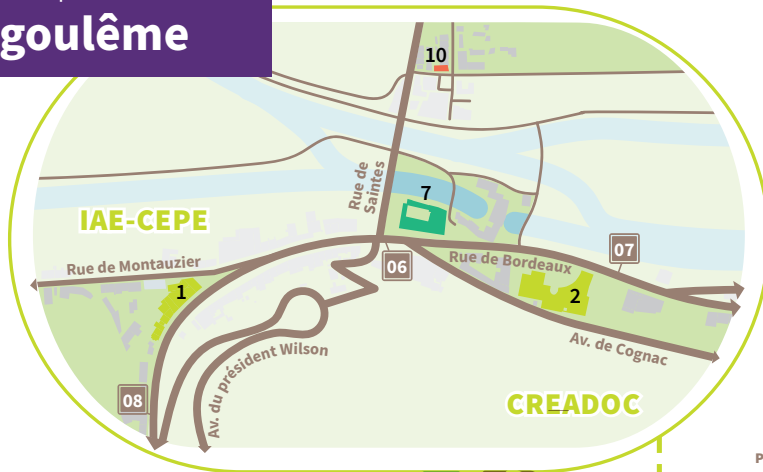 goulême
10
Rue de
Saintes
7
IAE-CEPE
Rue de Montauzier
06
Rue de Bordeaux
07
1
2
Av. de Cognac
Av. du président Wilson
08
CREADOC
P